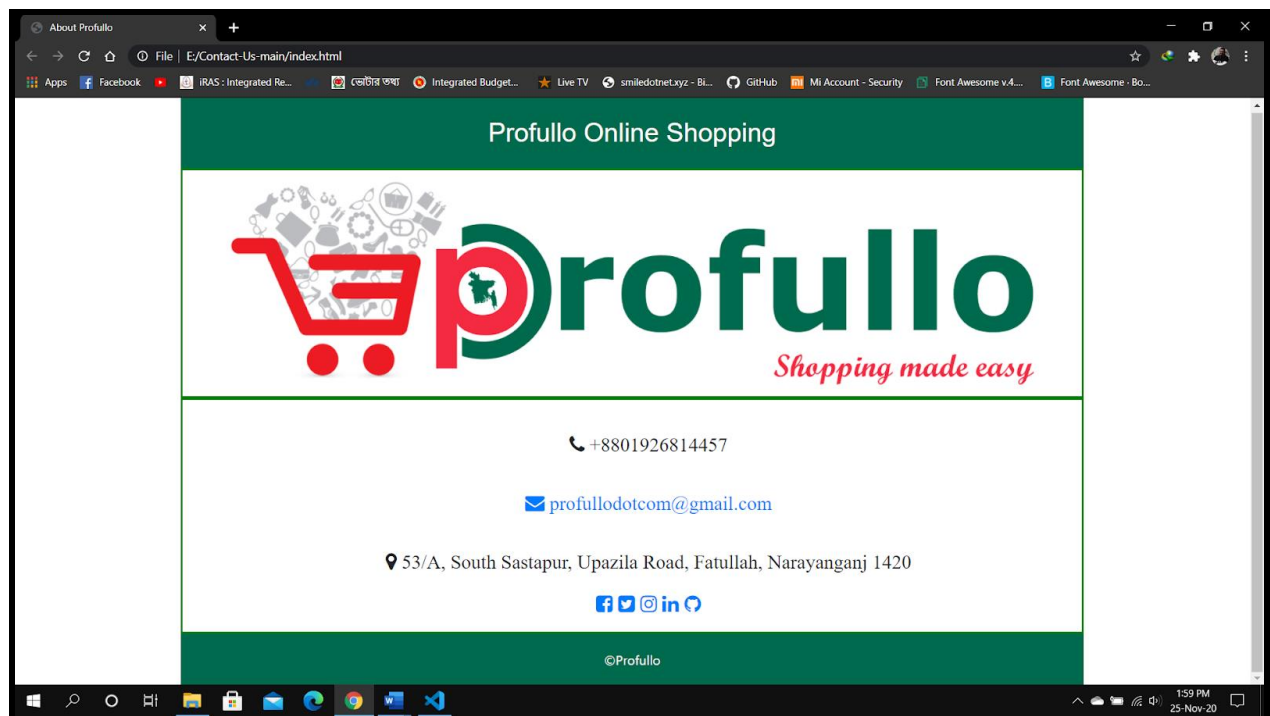 About Profullo
File | E:/Contact-Us-main/index.html
Apps Facebook iRAS : Integrated Re... ভোটার তথ্য Integrated Budget... Live TV smiledotnet.xyz - Bi... GitHub Mi Account - Security Font Awesome v.4.... Font Awesome · Bo...
Profullo Online Shopping
profullo
Shopping made easy
+8801926814457
profullodotcom@gmail.com
53/A, South Sastapur, Upazila Road, Fatullah, Narayanganj 1420
©Profullo
1:59 PM
25-Nov-20